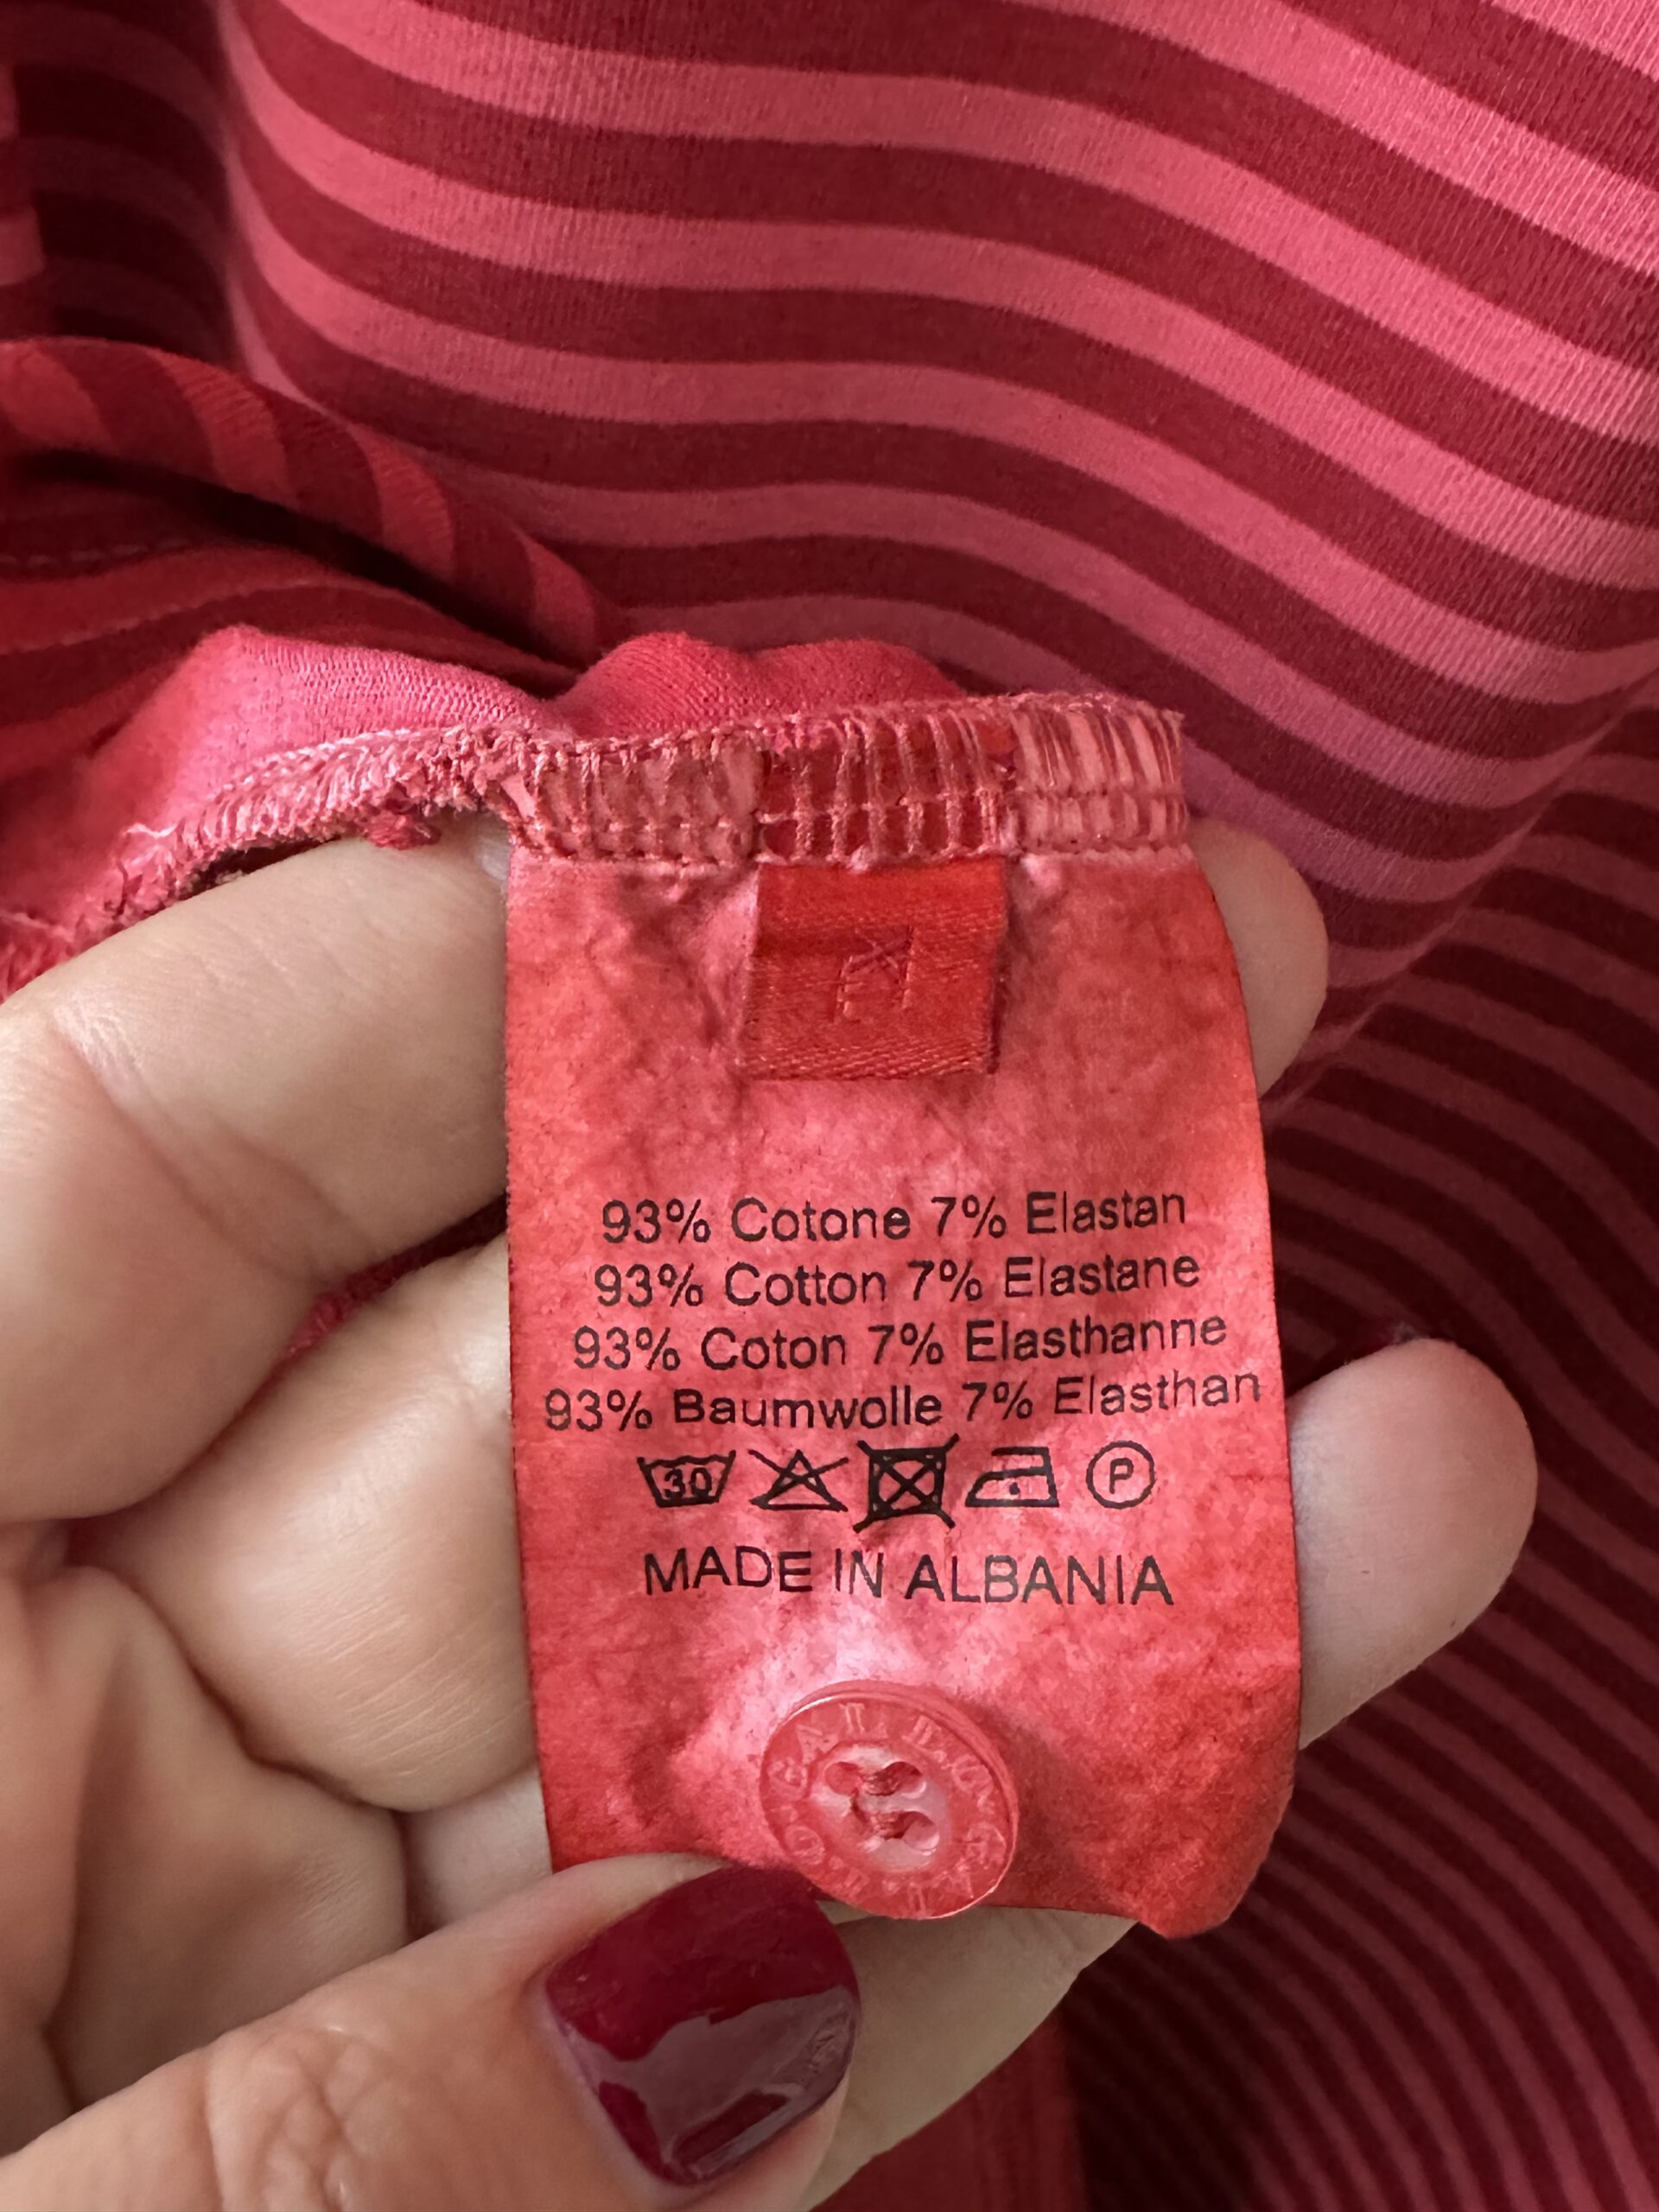 93% Cotone 7% Elastan
93% Cotton 7% Elastane
93% Coton 7% Elasthanne
93% Baumwolle 7% Elasthan
30
P
MADE IN ALBANIA